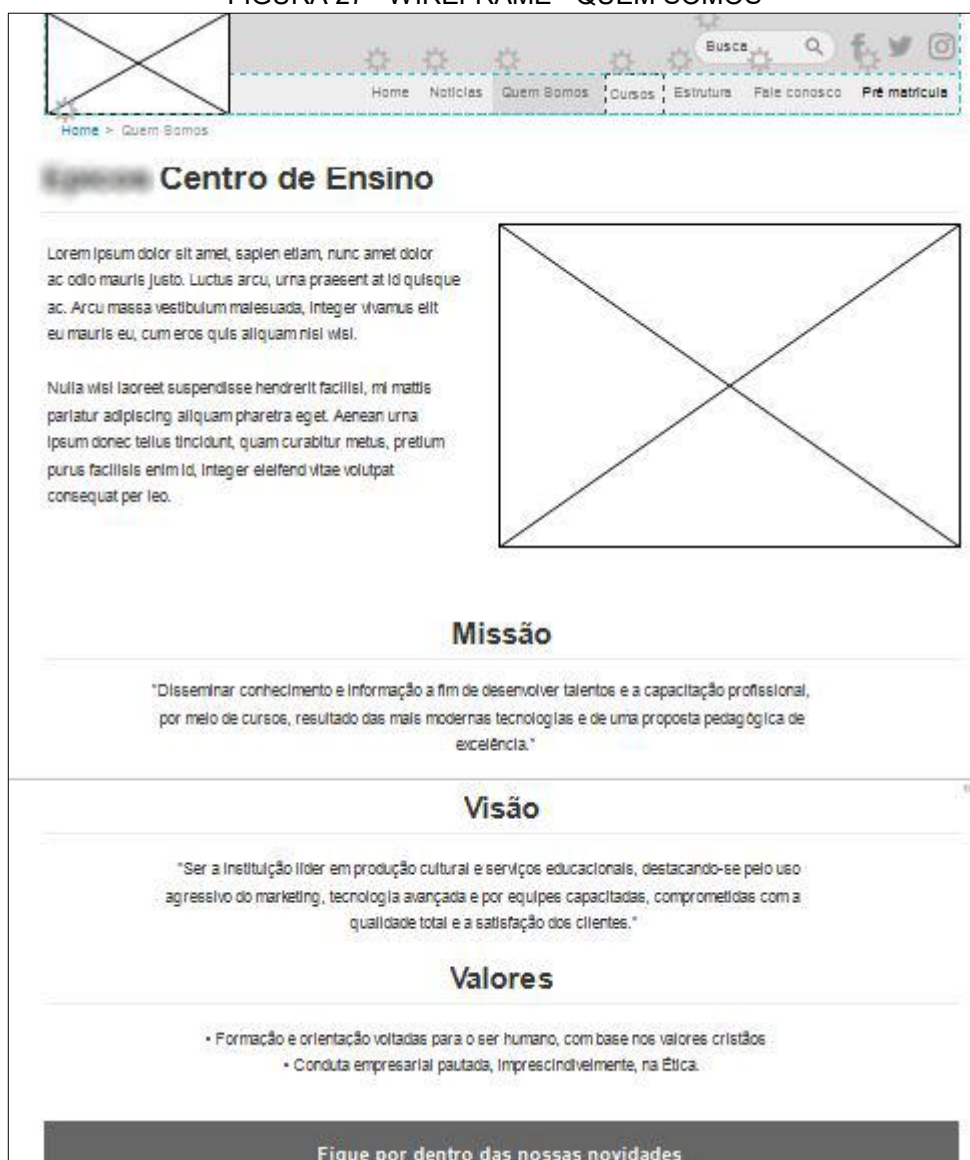 FIGURA 27 - WIREFRAME - QUEM SOMOS
Busca
Home Notícias Quem Somos Cursos Estrutura Fale conosco Pré matrícula
Home > Quem Somos
Centro de Ensino
Lorem ipsum dolor sit amet, sapien etiam, nunc amet dolor
ac odio mauris justo. Luctus arcu, urna praesent at id quisque
ac. Arcu massa vestibulum malesuada, integer vivamus elit
eu mauris eu, cum eros quis aliquam nisl wisi.
Nulla wisi laoreet suspendisse hendrerit facilisi, mi mattis
pariatur adipiscing aliquam pharetra eget. Aenean urna
ipsum donec tellus tincidunt, quam curabitur metus, pretium
purus facilisis enim id, integer eleifend vitae volutpat
consequat per leo.
Missão
"Disseminar conhecimento e informação a fim de desenvolver talentos e a capacitação profissional,
por meio de cursos, resultado das mais modernas tecnologias e de uma proposta pedagógica de
excelência."
Visão
"Ser a instituição líder em produção cultural e serviços educacionais, destacando-se pelo uso
agressivo do marketing, tecnologia avançada e por equipes capacitadas, comprometidas com a
qualidade total e a satisfação dos clientes."
Valores
• Formação e orientação voltadas para o ser humano, com base nos valores cristãos
• Conduta empresarial pautada, imprescindivelmente, na Ética.
Fique por dentro das nossas novidades